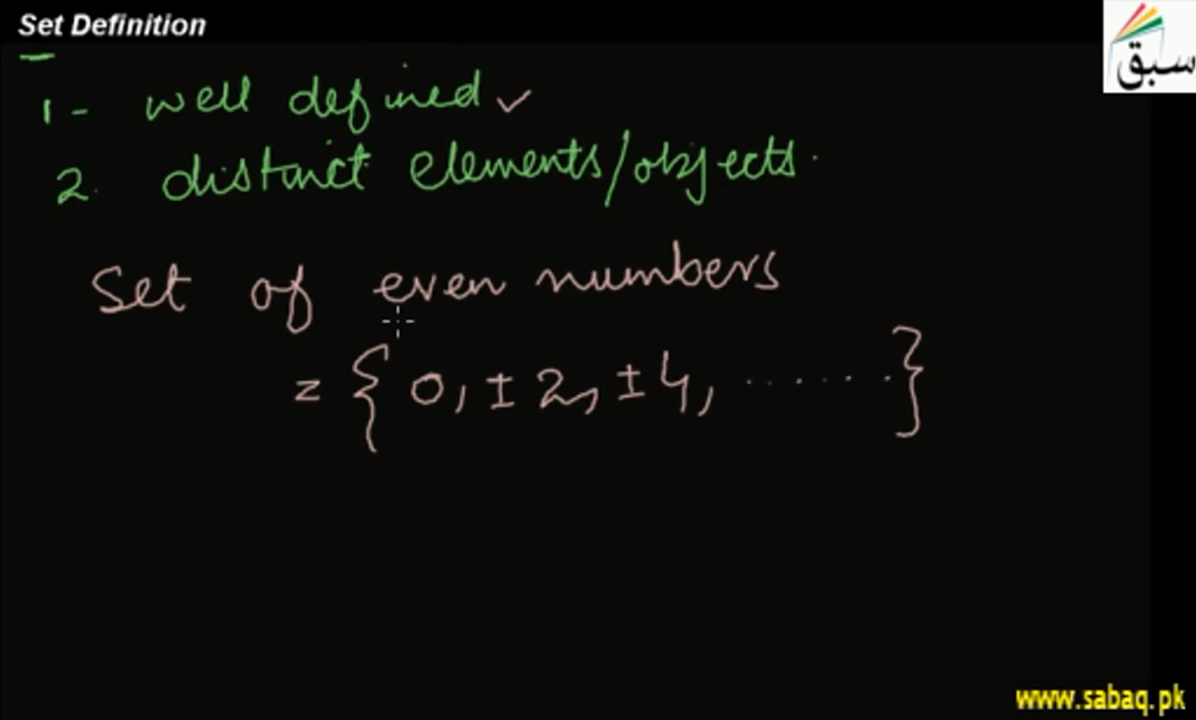 Set Definition
سبق
1- well defined ✓
2. distinct elements/objects.
Set of even numbers
= { 0, ±2, ±4, ...... }
www.sabaq.pk